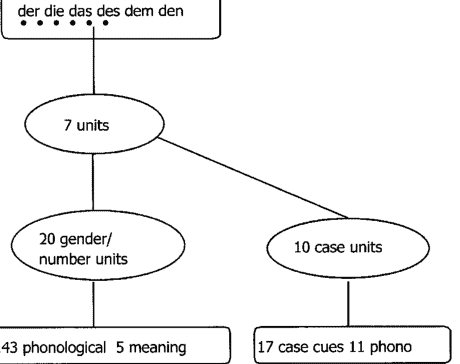 der die das des dem den
7 units
20 gender/
number units
10 case units
43 phonological 5 meaning
17 case cues 11 phono